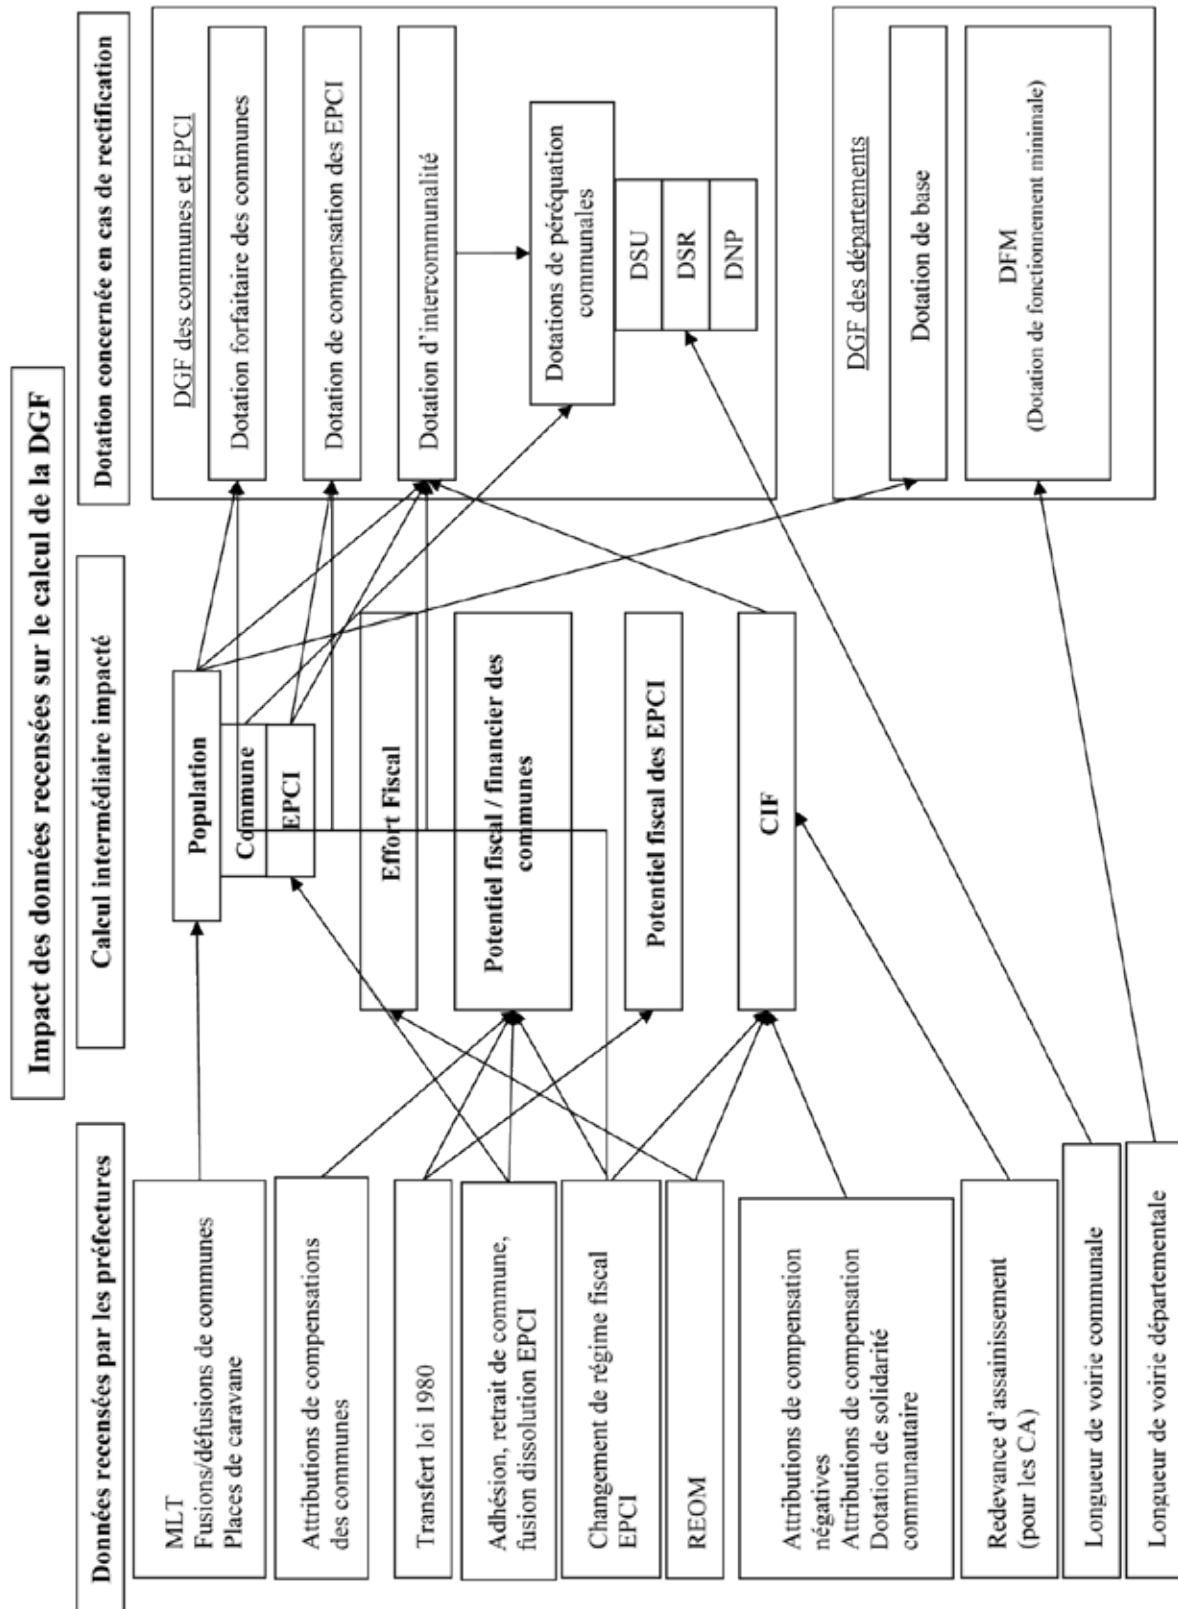 Impact des données recensées sur le calcul de la DGF
Données recensées par les préfectures
Calcul intermédiaire impacté
Dotation concernée en cas de rectification
MLT
Fusions/défusions de communes
Places de caravane
Attributions de compensations
des communes
Transfert loi 1980
Adhésion, retrait de commune,
fusion dissolution EPCI
Changement de régime fiscal
EPCI
REOM
Attributions de compensation
négatives
Attributions de compensation
Dotation de solidarité
communautaire
Redevance d'assainissement
(pour les CA)
Longueur de voirie communale
Longueur de voirie départementale
Population
Commune
EPCI
Effort Fiscal
Potentiel fiscal / financier des
communes
Potentiel fiscal des EPCI
CIF
DGF des communes et EPCI
Dotation forfaitaire des communes
Dotation de compensation des EPCI
Dotation d'intercommunalité
Dotations de péréquation
communales
DSU
DSR
DNP
DGF des départements
Dotation de base
DFM
(Dotation de fonctionnement minimale)